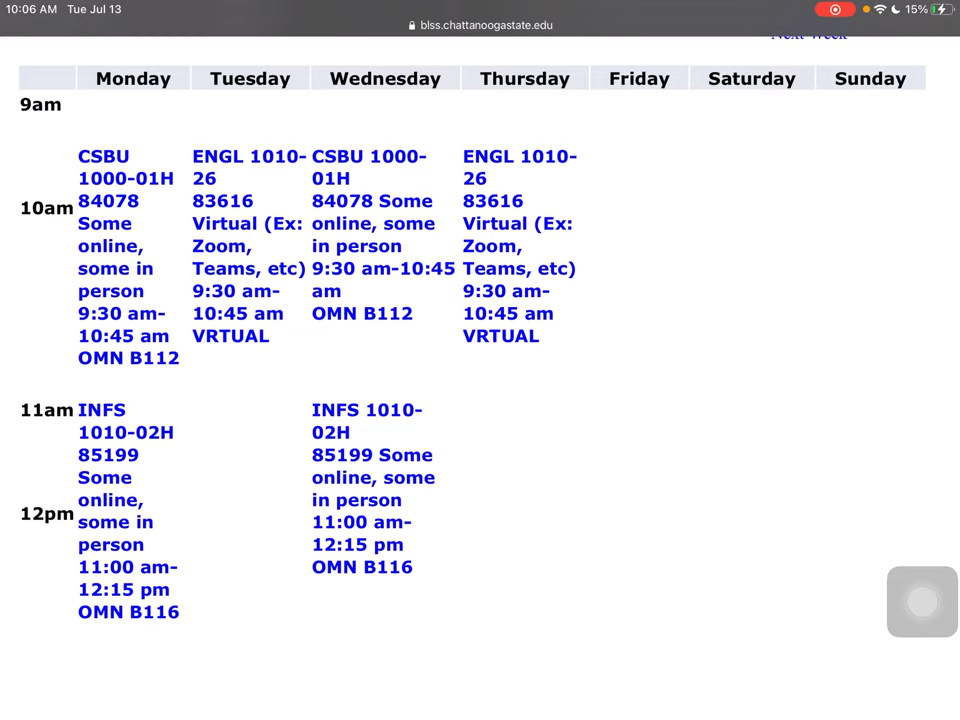 10:06 AM Tue Jul 13
15%
blss.chattanoogastate.edu
Next Week
Monday Tuesday Wednesday Thursday Friday Saturday Sunday
9am
10am
11am
12pm
CSBU
1000-01H
84078
Some
online,
some in
person
9:30 am-
10:45 am
OMN B112
ENGL 1010-
26
83616
Virtual (Ex:
Zoom,
Teams, etc)
9:30 am-
10:45 am
VRTUAL
CSBU 1000-
01H
84078 Some
online, some
in person
9:30 am-10:45
am
OMN B112
ENGL 1010-
26
83616
Virtual (Ex:
Zoom,
Teams, etc)
9:30 am-
10:45 am
VRTUAL
INFS
1010-02H
85199
Some
online,
some in
person
11:00 am-
12:15 pm
OMN B116
INFS 1010-
02H
85199 Some
online, some
in person
11:00 am-
12:15 pm
OMN B116